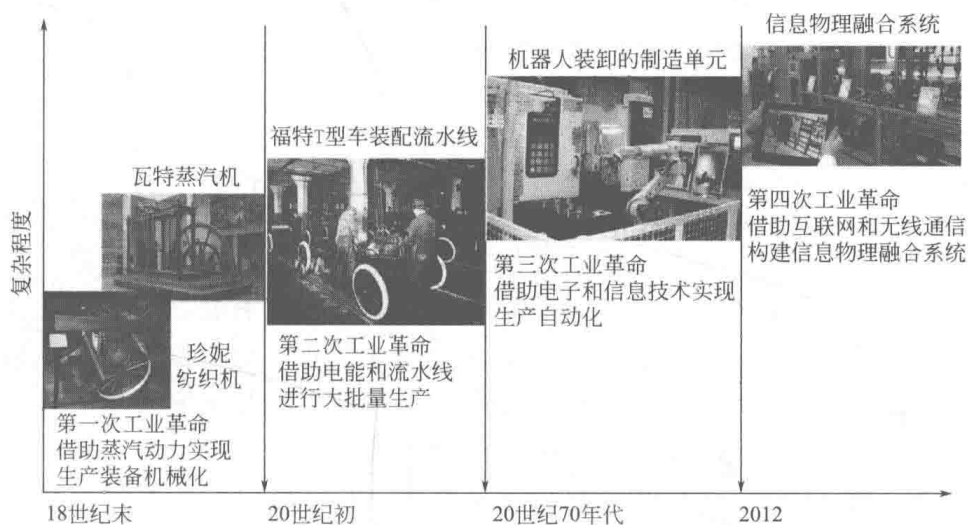 复杂程度
瓦特蒸汽机
珍妮
纺织机
第一次工业革命
借助蒸汽动力实现
生产装备机械化
18世纪末
福特T型车装配流水线
第二次工业革命
借助电能和流水线
进行大批量生产
20世纪初
机器人装卸的制造单元
第三次工业革命
借助电子和信息技术实现
生产自动化
20世纪70年代
信息物理融合系统
第四次工业革命
借助互联网和无线通信
构建信息物理融合系统
2012